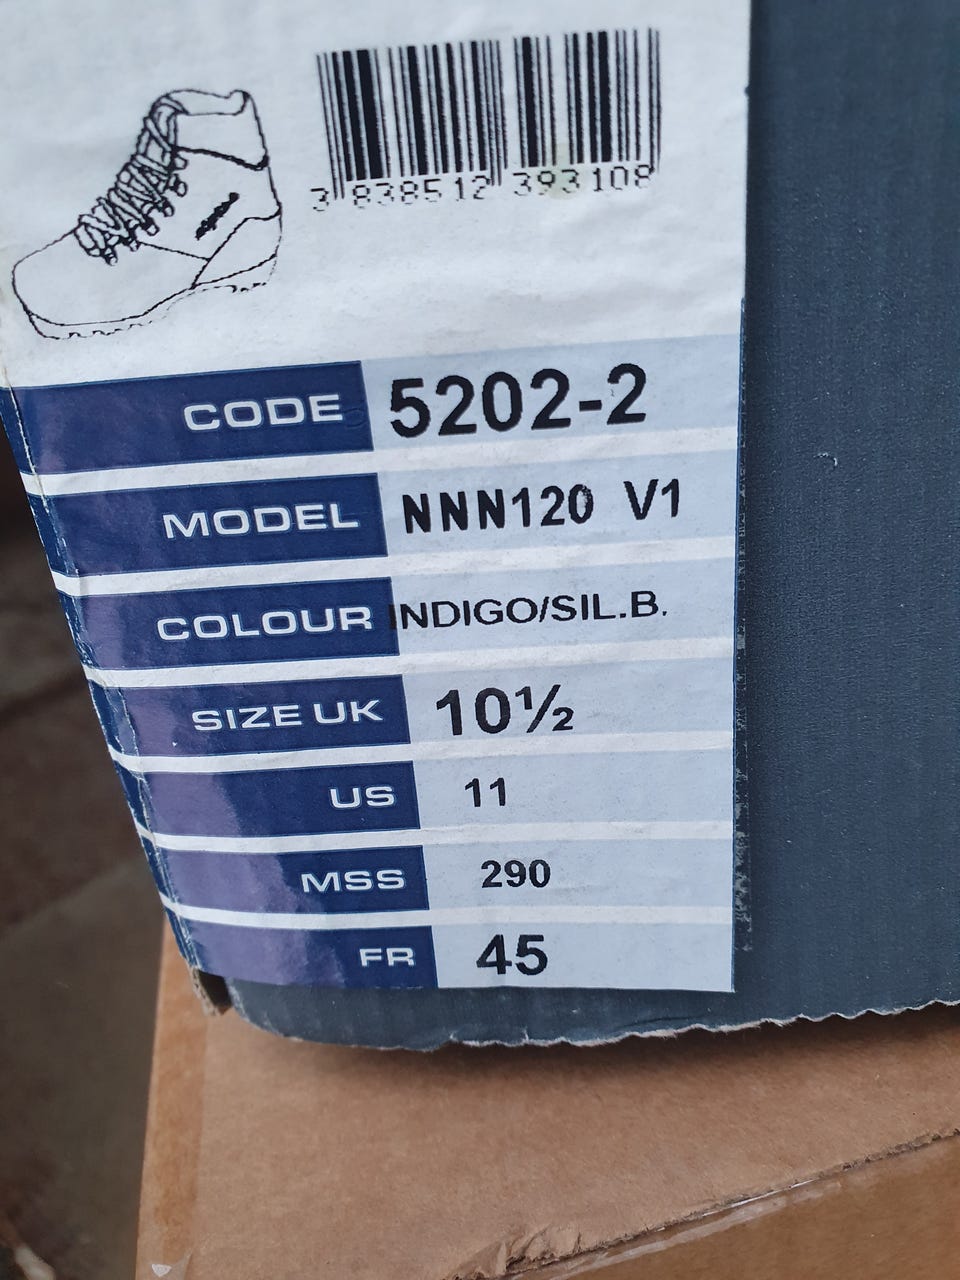 3 838512 393108
CODE 5202-2
MODEL NNN120 V1
COLOUR INDIGO/SIL.B.
SIZE UK 10½
US 11
MSS 290
FR 45